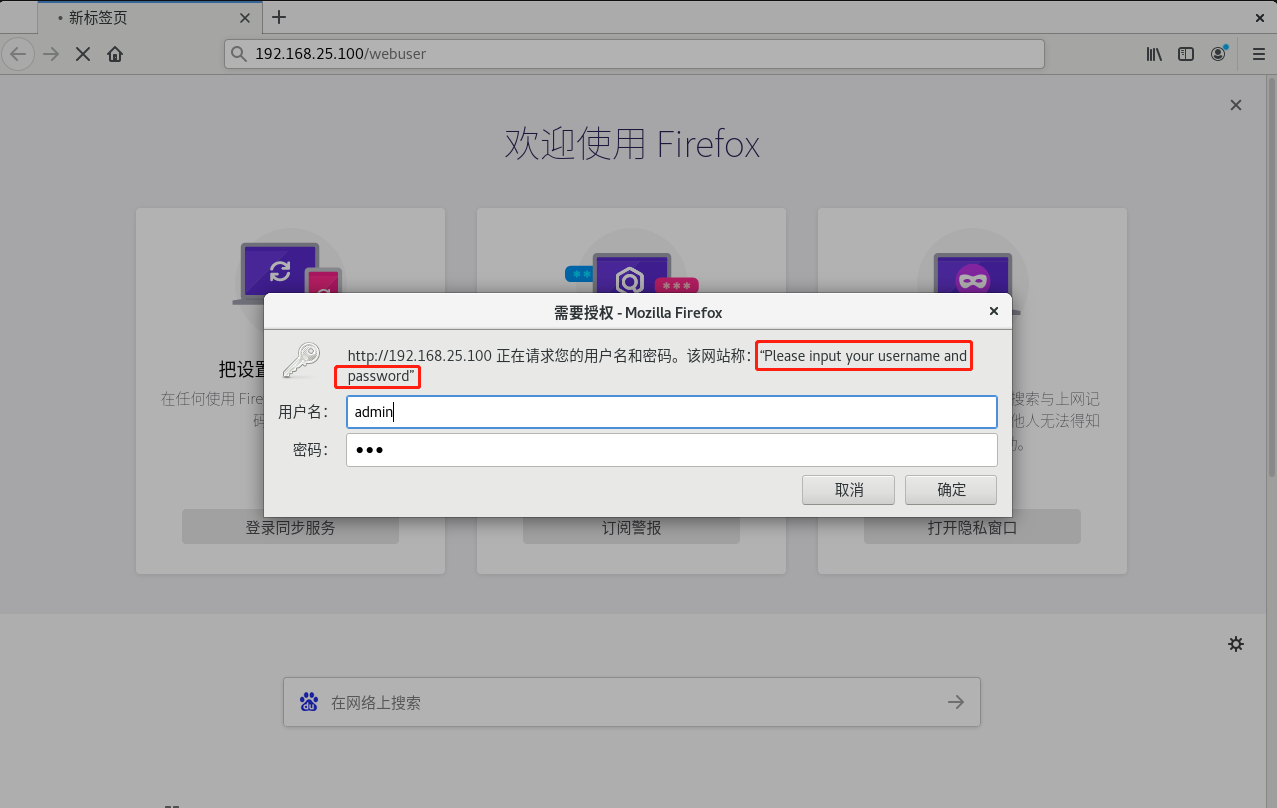 • 新标签页
192.168.25.100/webuser
欢迎使用 Firefox
需要授权 - Mozilla Firefox
http://192.168.25.100 正在请求您的用户名和密码。该网站称：“Please input your username and
password”
用户名： admin
密码：
取消 确定
把设置
在任何使用 Fire
码
搜索与上网记
他人无法得知
。
登录同步服务 订阅警报 打开隐私窗口
du 在网络上搜索